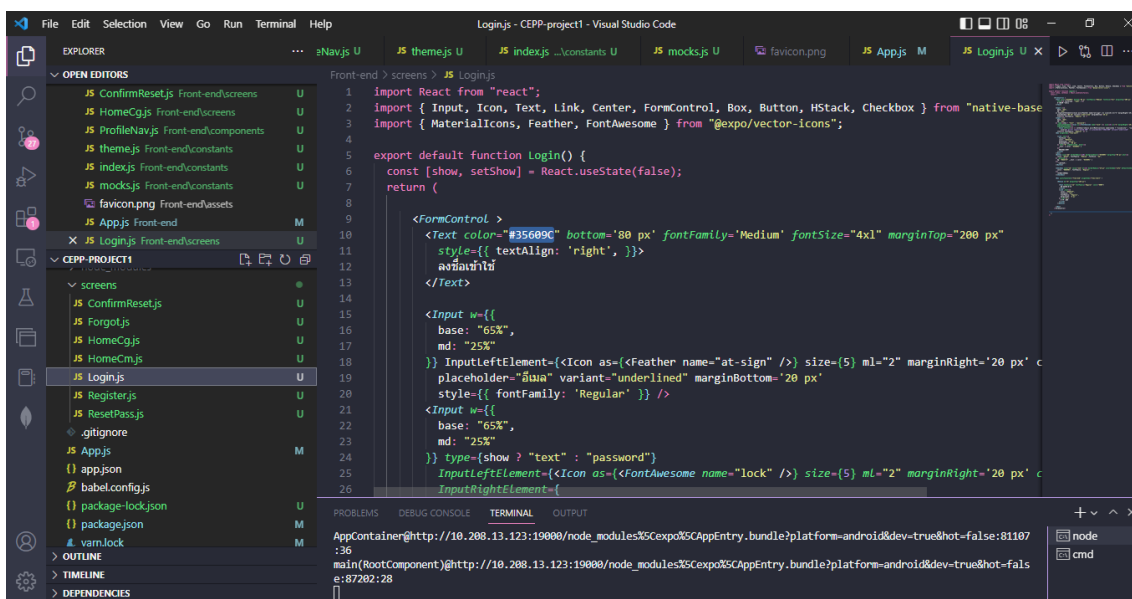 File Edit Selection View Go Run Terminal Help
Login.js - CEPP-project1 - Visual Studio Code
EXPLORER
eNav.js U JS theme.js U JS index.js ...\constants U JS mocks.js U favicon.png JS App.js M JS Login.js U
OPEN EDITORS
JS ConfirmReset.js Front-end\screens U
JS HomeCg.js Front-end\screens U
JS ProfileNav.js Front-end\components U
JS theme.js Front-end\constants U
JS index.js Front-end\constants U
JS mocks.js Front-end\constants U
favicon.png Front-end\assets
JS App.js Front-end M
JS Login.js Front-end\screens U
CEPP-PROJECT1
node_modules
screens
JS ConfirmReset.js U
JS Forgot.js U
JS HomeCg.js U
JS HomeCm.js U
JS Login.js U
JS Register.js U
JS ResetPass.js U
.gitignore
JS App.js M
{} app.json
babel.config.js
{} package-lock.json U
{} package.json M
yarn.lock M
OUTLINE
TIMELINE
DEPENDENCIES
27
Front-end > screens > JS Login.js
1 import React from "react";
2 import { Input, Icon, Text, Link, Center, FormControl, Box, Button, HStack, Checkbox } from "native-base
3 import { MaterialIcons, Feather, FontAwesome } from "@expo/vector-icons";
4
5 export default function Login() {
6 const [show, setShow] = React.useState(false);
7 return (
8
9 <FormControl >
10 <Text color="#35609C" bottom='80 px' fontFamily='Medium' fontSize="4xl" marginTop="200 px"
11 style={{ textAlign: 'right', }}>
12 ลงชื่อเข้าใช้
13 </Text>
14
15 <Input w={{
16 base: "65%",
17 md: "25%"
18 }} InputLeftElement={<Icon as={<Feather name="at-sign" />} size={5} ml="2" marginRight='20 px' c
19 placeholder="อีเมล" variant="underlined" marginBottom='20 px'
20 style={{ fontFamily: 'Regular' }} />
21 <Input w={{
22 base: "65%",
23 md: "25%"
24 }} type={show ? "text" : "password"}
25 InputLeftElement={<Icon as={<FontAwesome name="lock" />} size={5} ml="2" marginRight='20 px' c
26 InputRightElement={
PROBLEMS DEBUG CONSOLE TERMINAL OUTPUT
AppContainer@http://10.208.13.123:19000/node_modules%5Cexpo%5CAppEntry.bundle?platform=android&dev=true&hot=false:81107
:36
main(RootComponent)@http://10.208.13.123:19000/node_modules%5Cexpo%5CAppEntry.bundle?platform=android&dev=true&hot=fals
e:87202:28
node
cmd